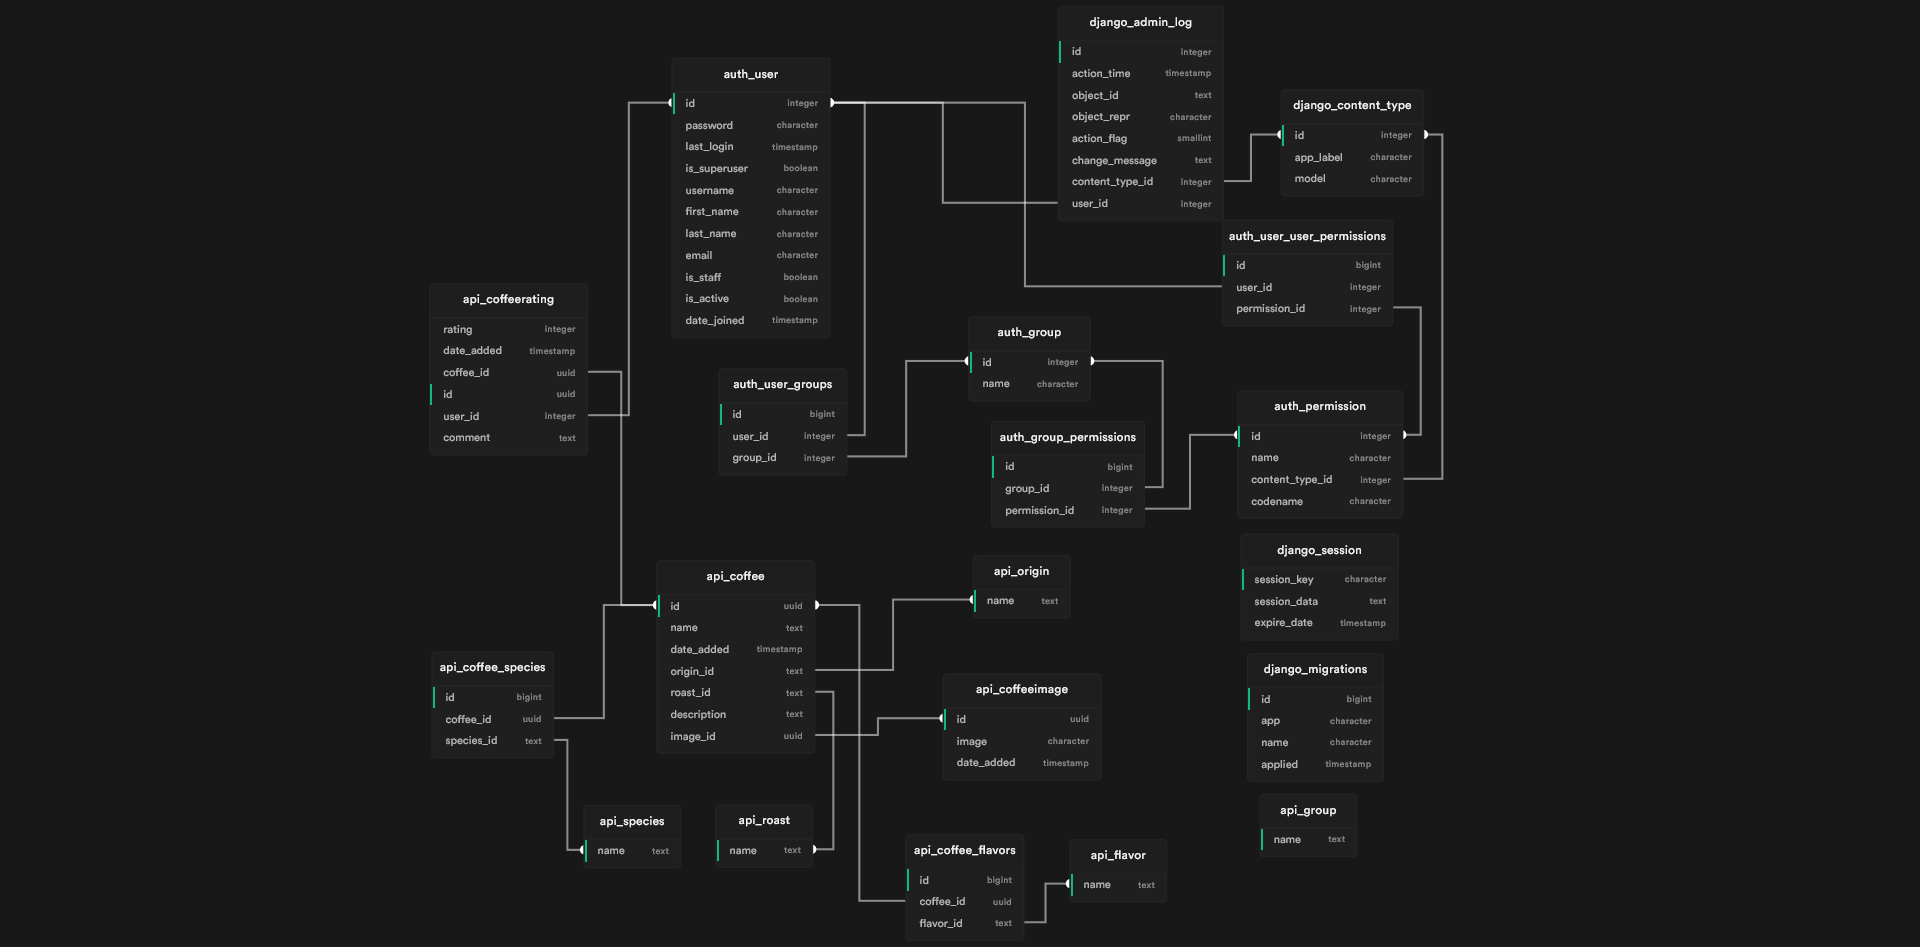 django_admin_log
id integer
action_time timestamp
object_id text
object_repr character
action_flag smallint
change_message text
content_type_id integer
user_id integer
auth_user
id integer
password character
last_login timestamp
is_superuser boolean
username character
first_name character
last_name character
email character
is_staff boolean
is_active boolean
date_joined timestamp
django_content_type
id integer
app_label character
model character
auth_user_user_permissions
id bigint
user_id integer
permission_id integer
api_coffeerating
rating integer
date_added timestamp
coffee_id uuid
id uuid
user_id integer
comment text
auth_group
id integer
name character
auth_user_groups
id bigint
user_id integer
group_id integer
auth_group_permissions
id bigint
group_id integer
permission_id integer
auth_permission
id integer
name character
content_type_id integer
codename character
django_session
session_key character
session_data text
expire_date timestamp
api_coffee
id uuid
name text
date_added timestamp
origin_id text
roast_id text
description text
image_id uuid
api_origin
name text
api_coffee_species
id bigint
coffee_id uuid
species_id text
api_coffeeimage
id uuid
image character
date_added timestamp
django_migrations
id bigint
app character
name character
applied timestamp
api_group
name text
api_species
name text
api_roast
name text
api_coffee_flavors
id bigint
coffee_id uuid
flavor_id text
api_flavor
name text